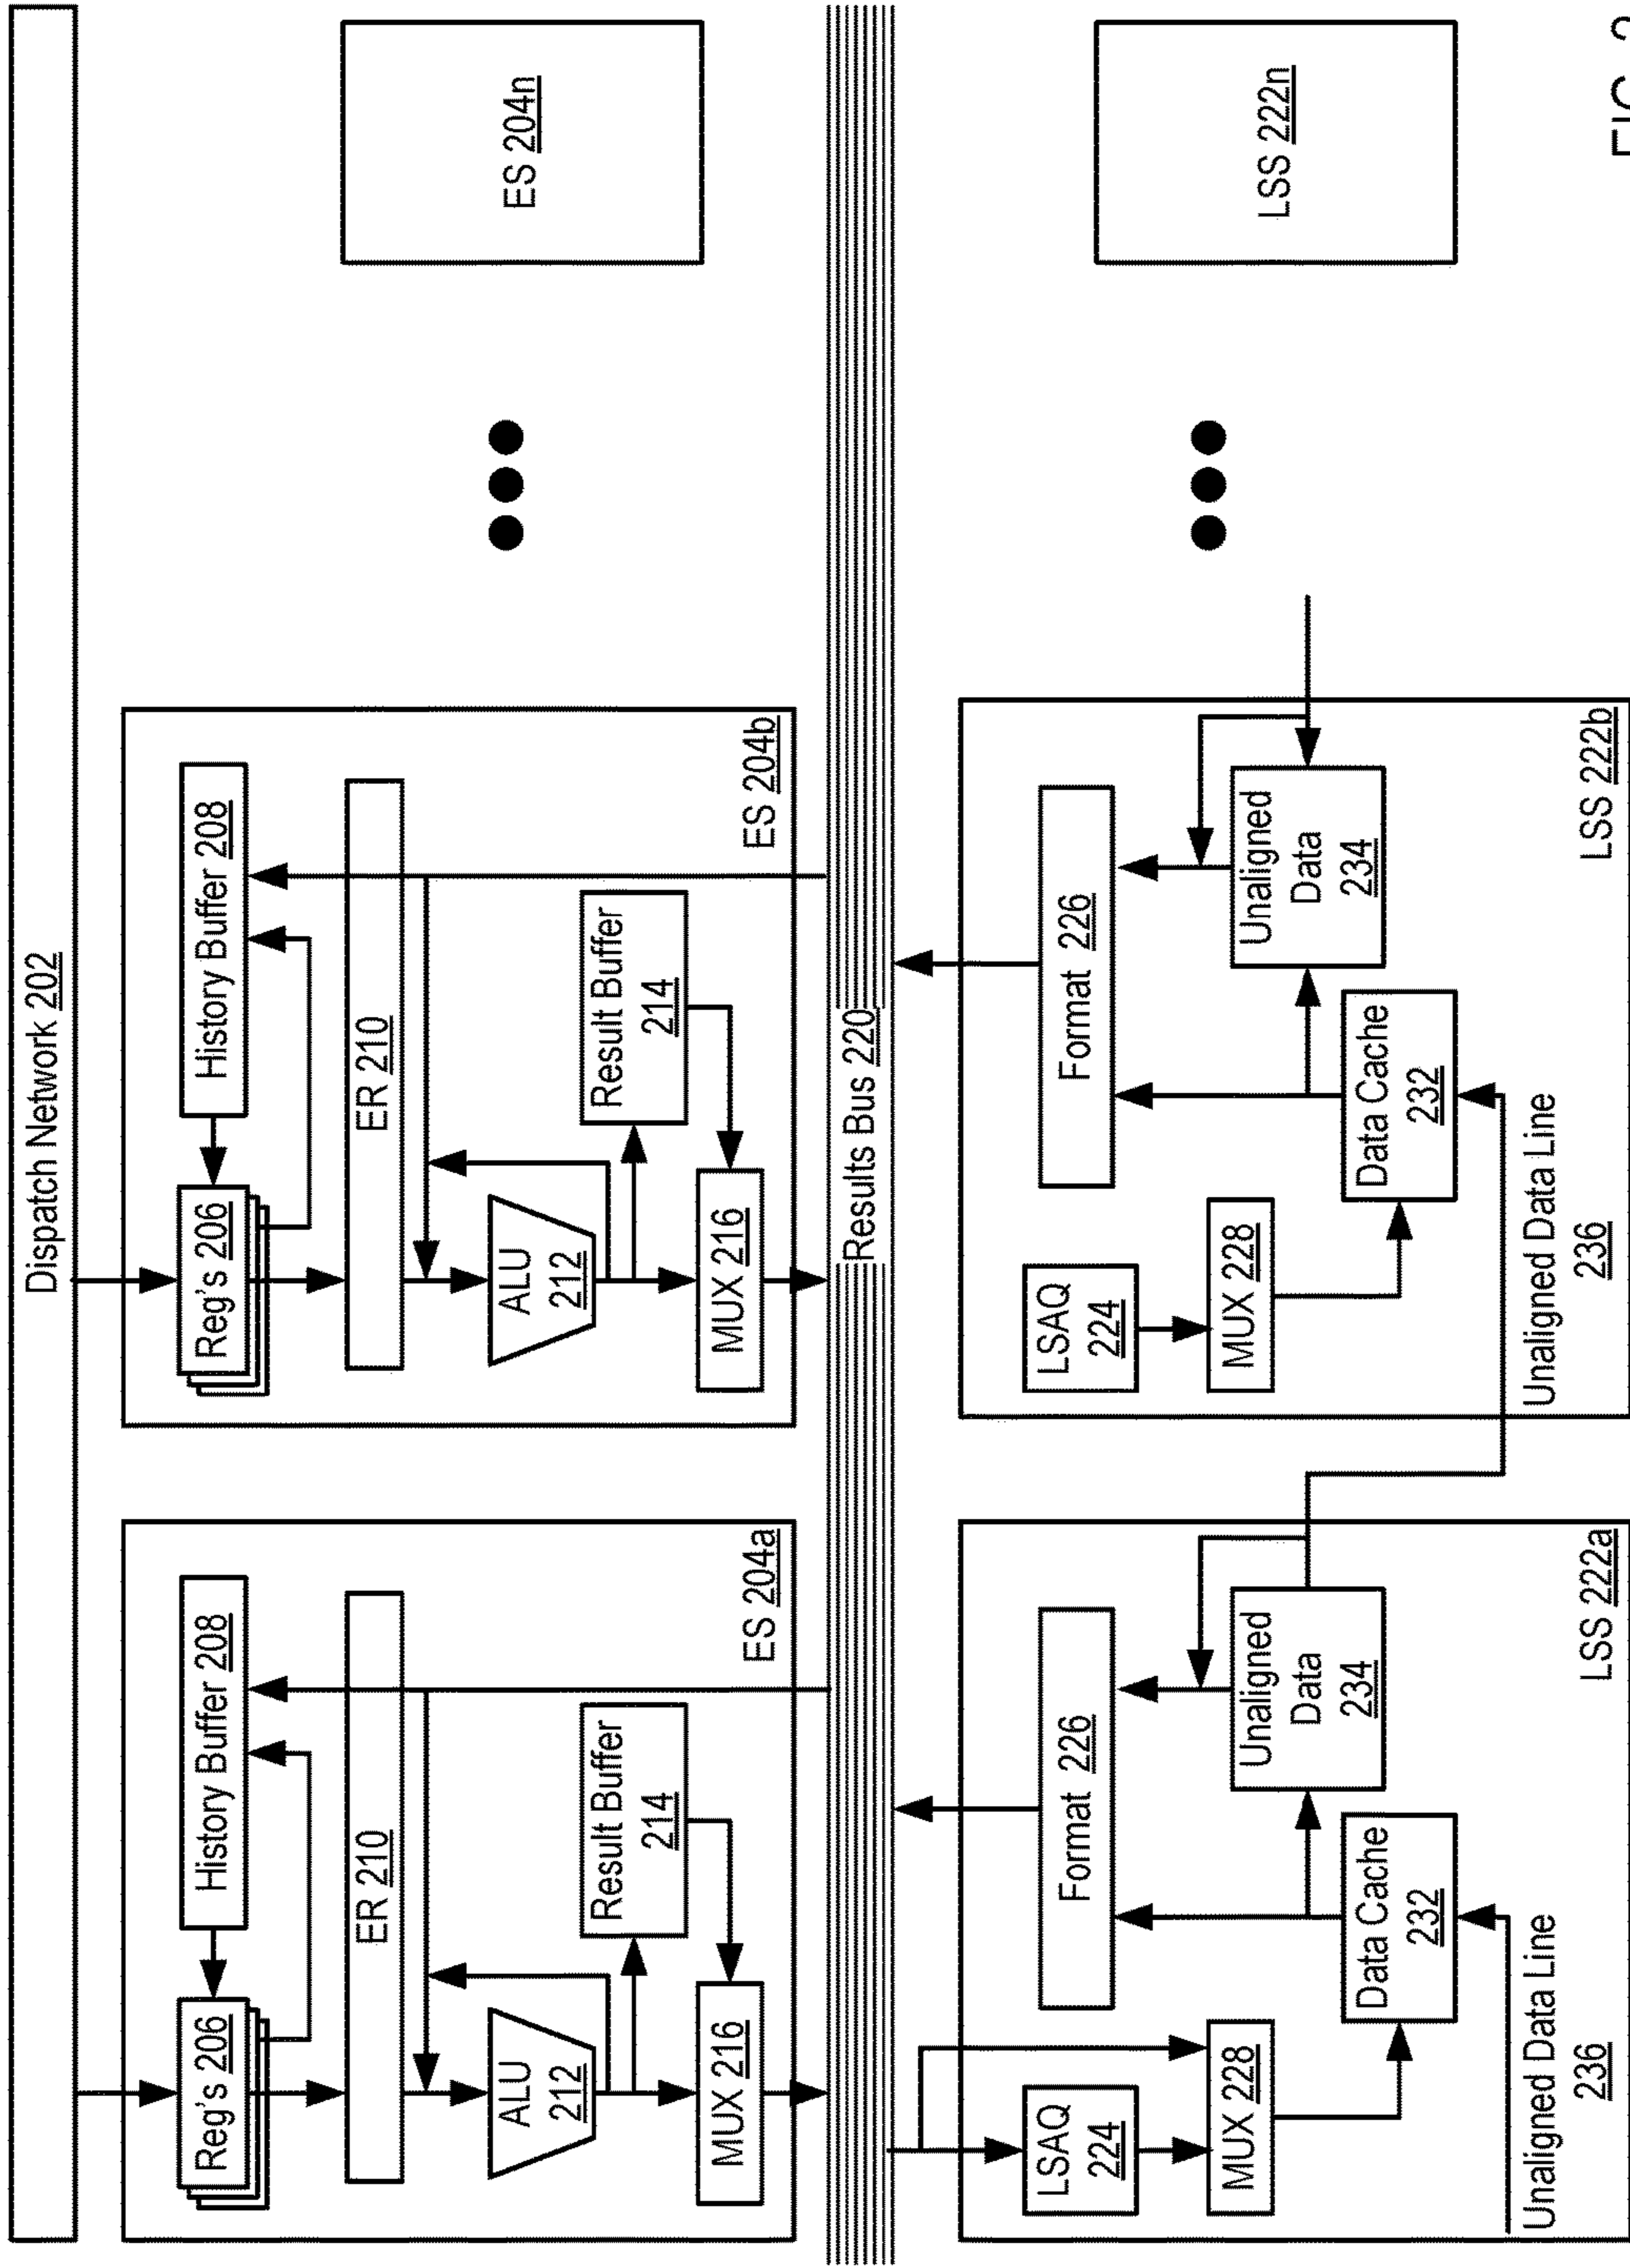 Dispatch Network 202
Reg's 206
History Buffer 208
ER 210
ALU
212
Result Buffer
214
MUX 216
ES 204a
Reg's 206
History Buffer 208
ER 210
ALU
212
Result Buffer
214
MUX 216
ES 204b
ES 204n
Results Bus 220
LSAQ
224
MUX 228
Format 226
Data Cache
232
Unaligned
Data
234
Unaligned Data Line
236
LSS 222a
LSAQ
224
MUX 228
Format 226
Data Cache
232
Unaligned
Data
234
Unaligned Data Line
236
LSS 222b
LSS 222n